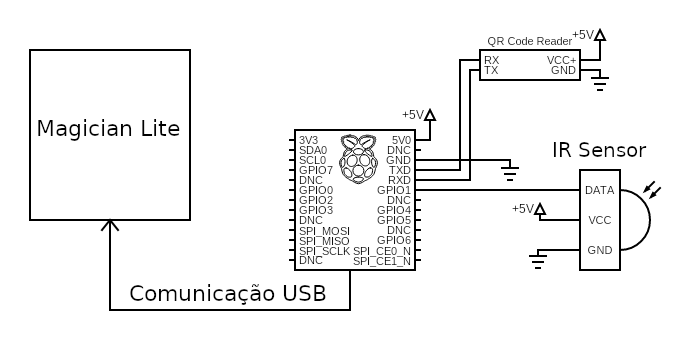 QR Code Reader
+5V
RX
TX
VCC+
GND
Magician Lite
+5V
3V3
SDA0
SCL0
GPIO7
DNC
GPIO0
GPIO2
GPIO3
DNC
SPI_MOSI
SPI_MISO
SPI_SCLK
DNC
5V0
DNC
GND
TXD
RXD
GPIO1
DNC
GPIO4
GPIO5
DNC
GPIO6
SPI_CE0_N
SPI_CE1_N
IR Sensor
DATA
+5V
VCC
GND
Comunicação USB